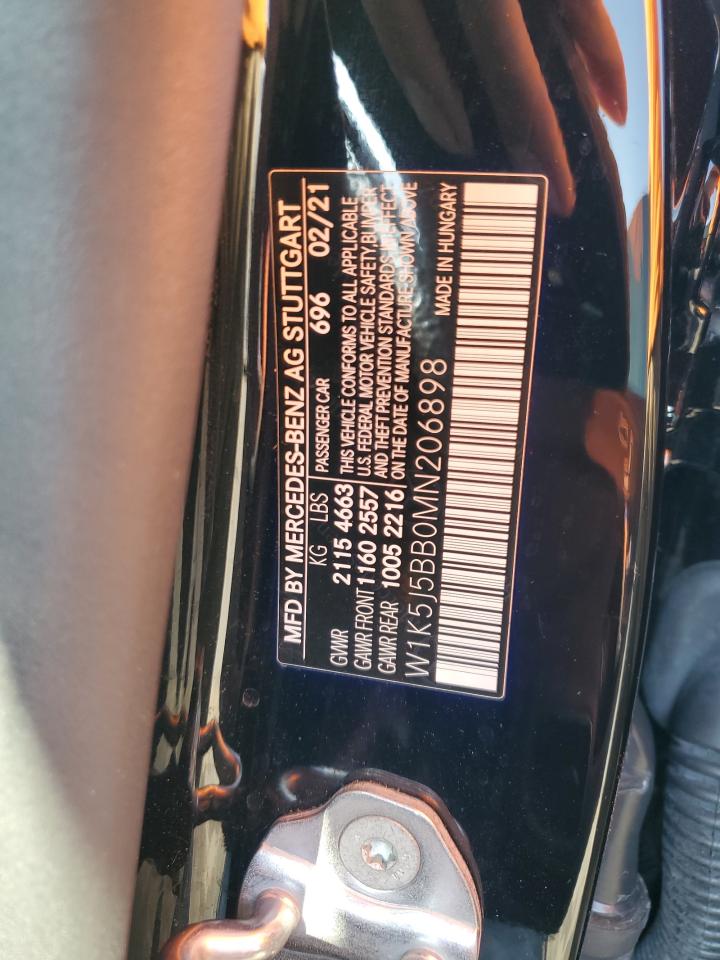 MFD BY MERCEDES-BENZ AG STUTTGART
KG LBS PASSENGER CAR 696 02/21
GVWR 2115 4663 THIS VEHICLE CONFORMS TO ALL APPLICABLE
GAWR FRONT 1160 2557 U.S. FEDERAL MOTOR VEHICLE SAFETY, BUMPER
GAWR REAR 1005 2216 AND THEFT PREVENTION STANDARDS IN EFFECT
ON THE DATE OF MANUFACTURE SHOWN ABOVE
W1K5J5BB0MN206898 MADE IN HUNGARY